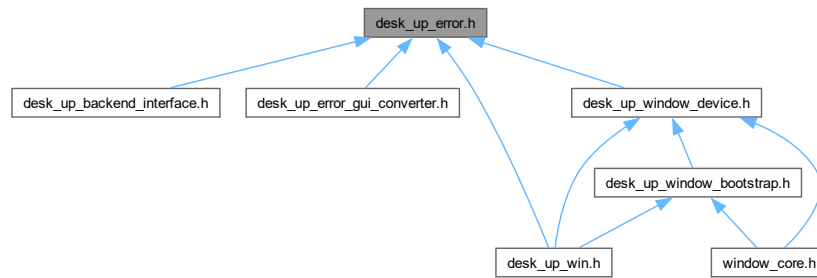 desk_up_error.h
desk_up_backend_interface.h
desk_up_error_gui_converter.h
desk_up_window_device.h
desk_up_window_bootstrap.h
desk_up_win.h
window_core.h